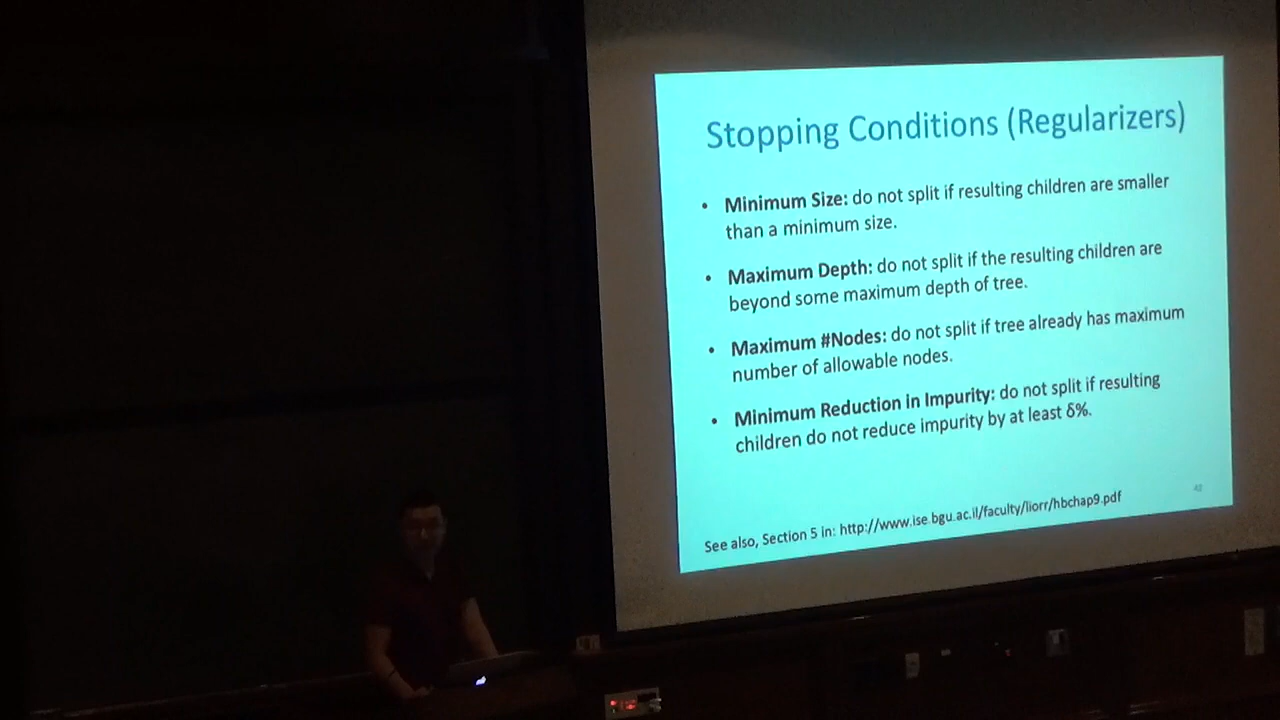 Stopping Conditions (Regularizers)
• Minimum Size: do not split if resulting children are smaller
than a minimum size.
• Maximum Depth: do not split if the resulting children are
beyond some maximum depth of tree.
• Maximum #Nodes: do not split if tree already has maximum
number of allowable nodes.
• Minimum Reduction in Impurity: do not split if resulting
children do not reduce impurity by at least δ%.
See also, Section 5 in: http://www.ise.bgu.ac.il/faculty/liorr/hbchap9.pdf